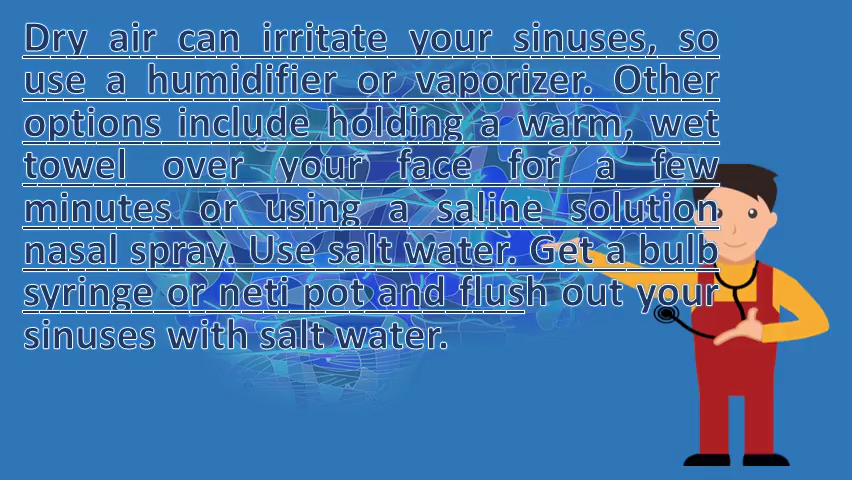 Dry air can irritate your sinuses, so
use a humidifier or vaporizer. Other
options include holding a warm, wet
towel over your face for a few
minutes or using a saline solution
nasal spray. Use salt water. Get a bulb
syringe or neti pot and flush out your
sinuses with salt water.